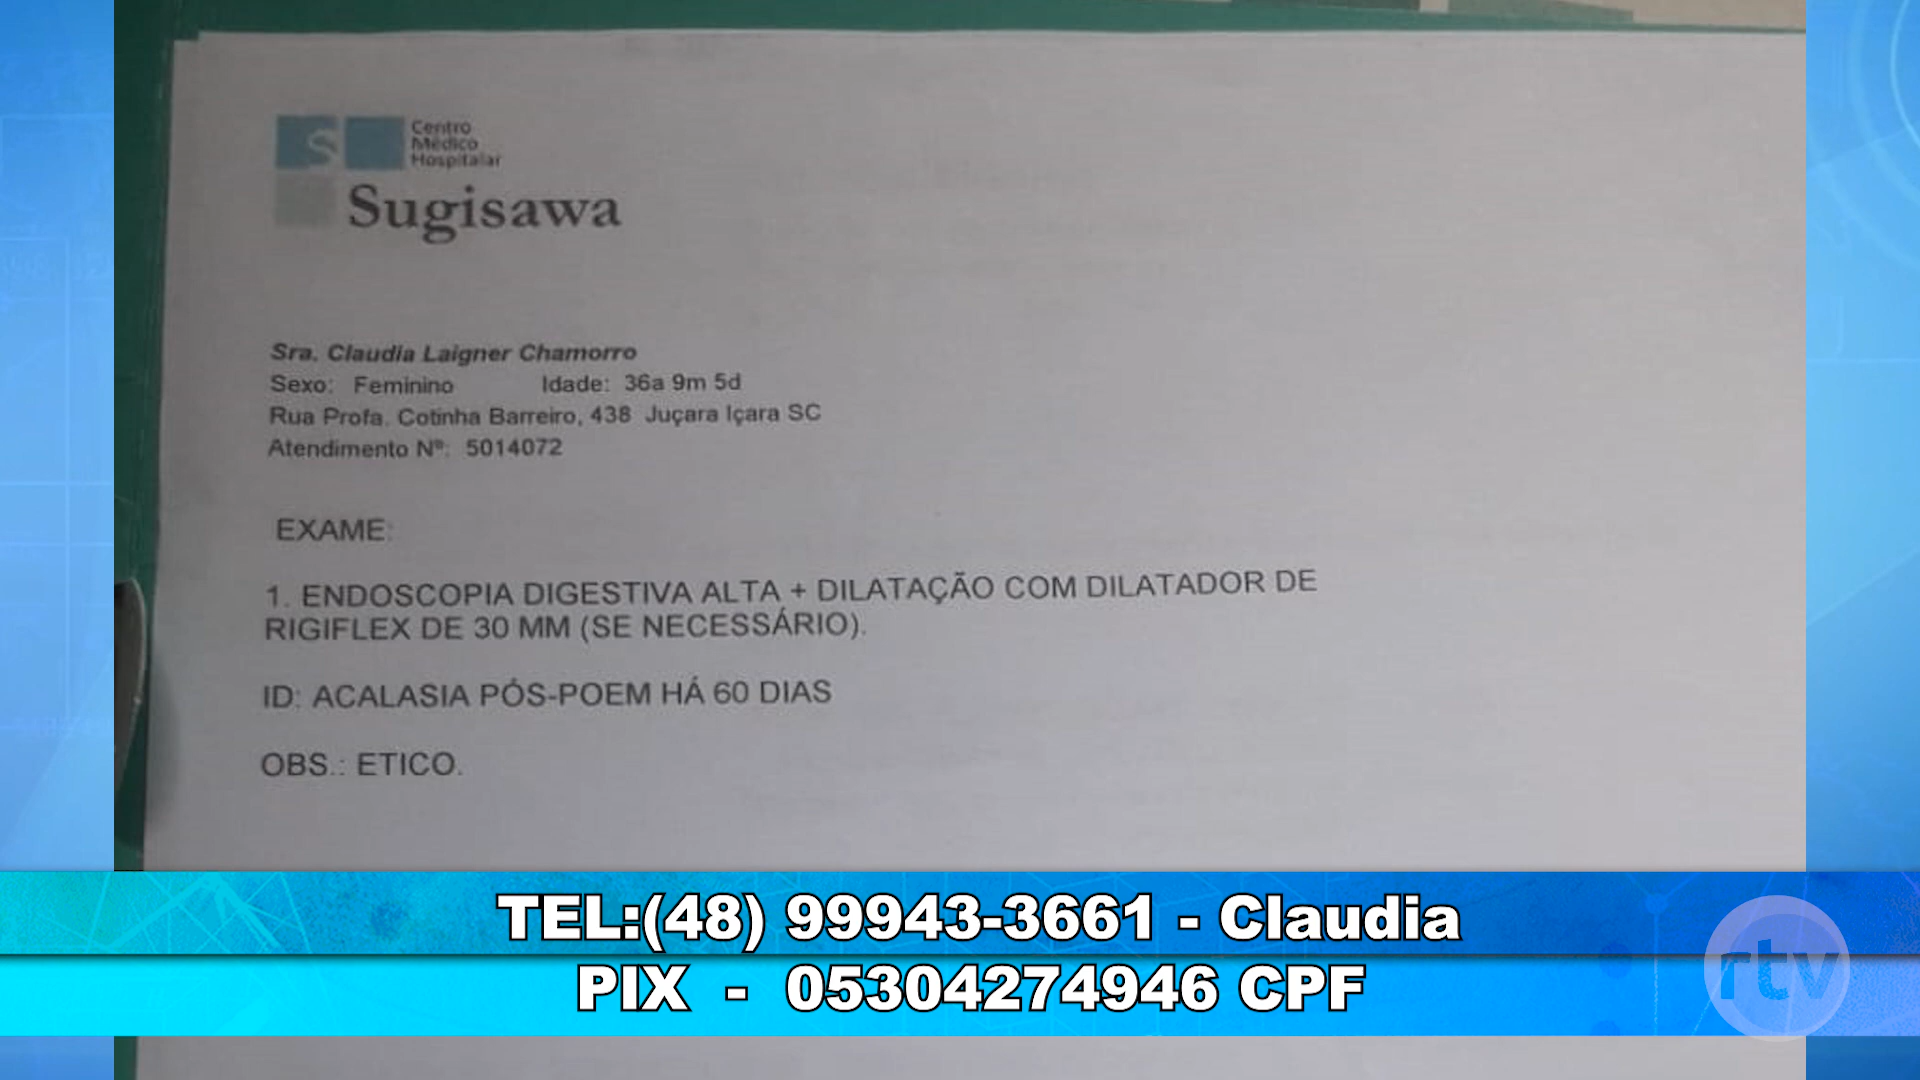 S
Centro
Médico
Hospitalar
Sugisawa
Sra. Claudia Laigner Chamorro
Sexo: Feminino Idade: 36a 9m 5d
Rua Profa. Cotinha Barreiro, 438 Juçara Içara SC
Atendimento Nº: 5014072
EXAME:
1. ENDOSCOPIA DIGESTIVA ALTA + DILATAÇÃO COM DILATADOR DE
RIGIFLEX DE 30 MM (SE NECESSÁRIO).
ID: ACALASIA PÓS-POEM HÁ 60 DIAS
OBS.: ETICO.
TEL:(48) 99943-3661 - Claudia
PIX - 05304274946 CPF
rtv